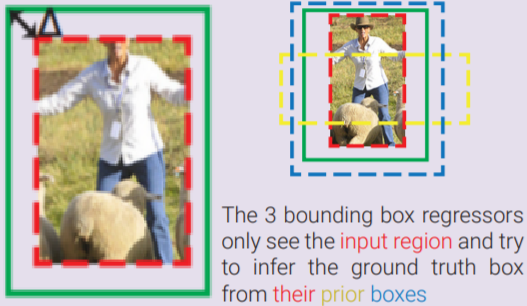 Δ
The 3 bounding box regressors
only see the input region and try
to infer the ground truth box
from their prior boxes